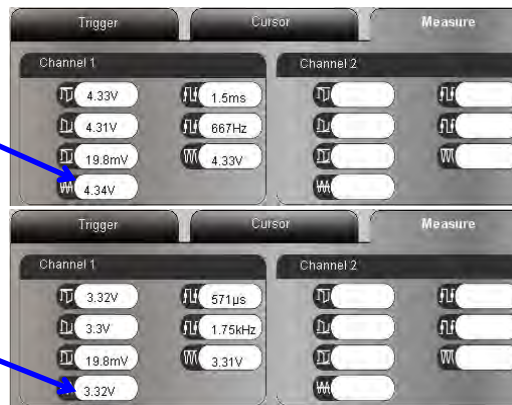 Trigger Cursor Measure
Channel 1 Channel 2
4.33V 1.5ms
4.31V 667Hz
19.8mV 4.33V
4.34V
Trigger Cursor Measure
Channel 1 Channel 2
3.32V 571µs
3.3V 1.75kHz
19.8mV 3.31V
3.32V